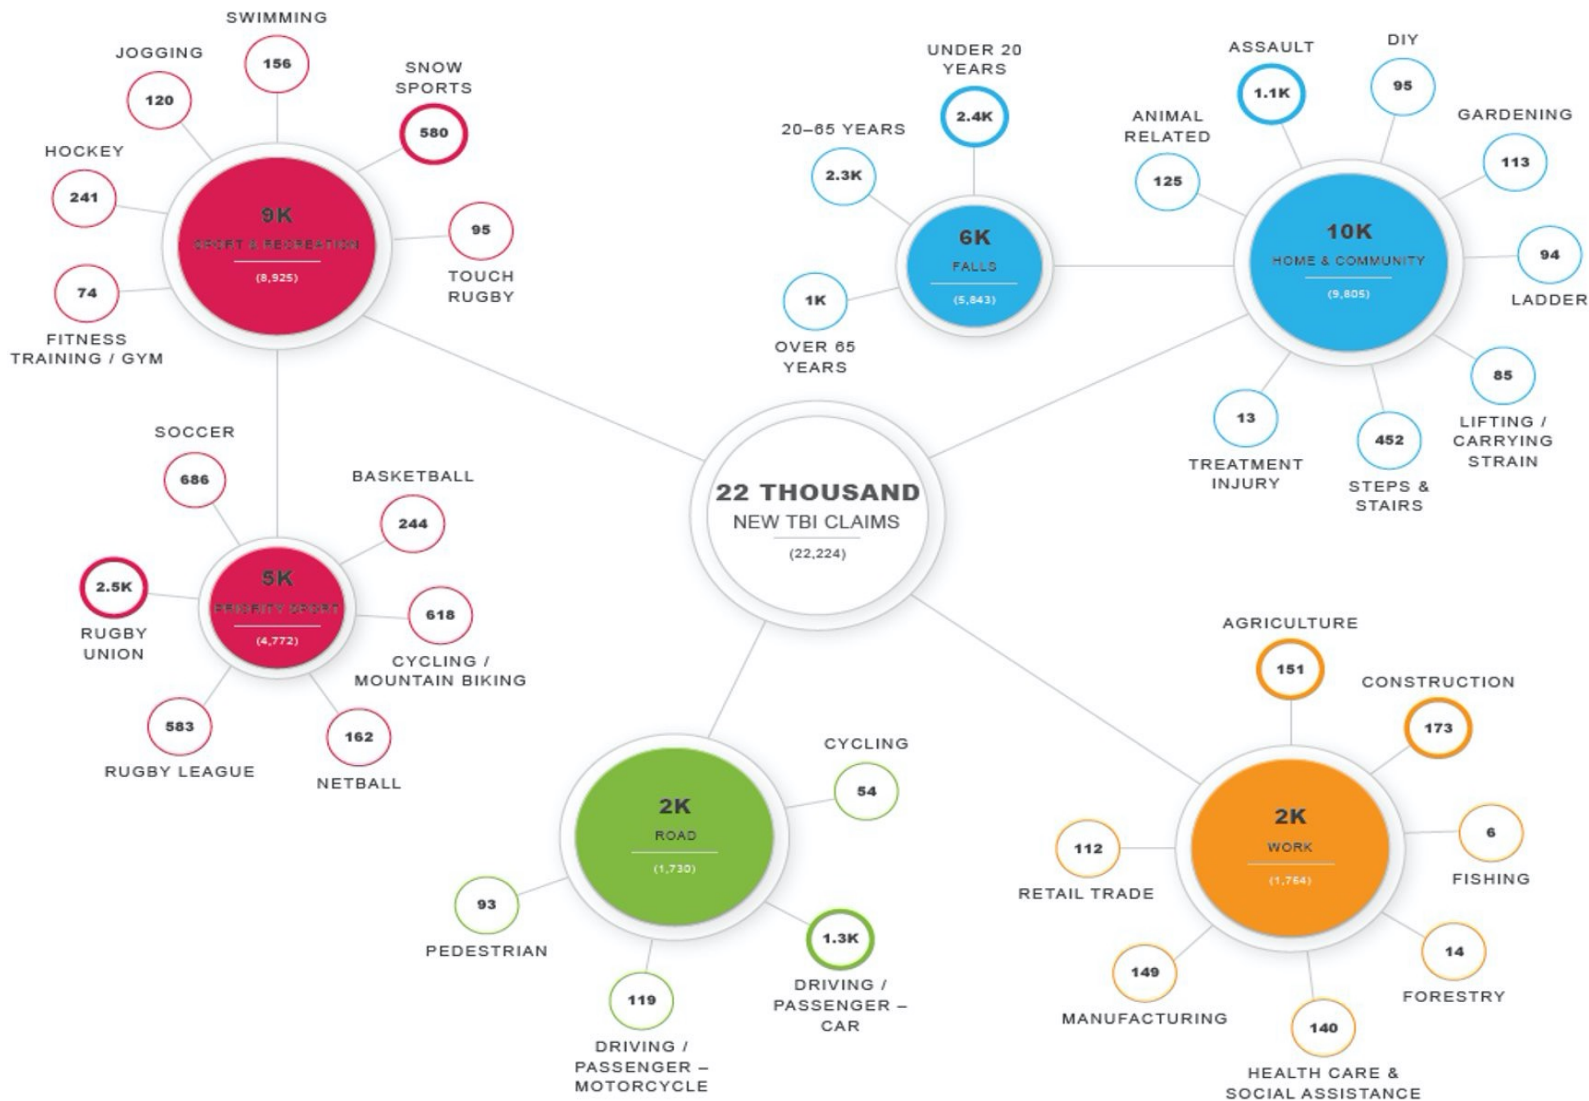 SWIMMING
156
JOGGING
120
SNOW
SPORTS
580
HOCKEY
241
9K
SPORT & RECREATION
(8,925)
95
TOUCH
RUGBY
74
FITNESS
TRAINING / GYM
UNDER 20
YEARS
2.4K
20–65 YEARS
2.3K
6K
FALLS
(5,843)
1K
OVER 65
YEARS
ASSAULT
1.1K
DIY
95
ANIMAL
RELATED
125
GARDENING
113
10K
HOME & COMMUNITY
(9,805)
94
LADDER
85
LIFTING /
CARRYING
STRAIN
13
TREATMENT
INJURY
452
STEPS &
STAIRS
22 THOUSAND
NEW TBI CLAIMS
(22,224)
SOCCER
686
BASKETBALL
244
2.5K
RUGBY
UNION
5K
PRIORITY SPORT
(4,772)
618
CYCLING /
MOUNTAIN BIKING
583
RUGBY LEAGUE
162
NETBALL
CYCLING
54
2K
ROAD
(1,730)
93
PEDESTRIAN
1.3K
DRIVING /
PASSENGER –
CAR
119
DRIVING /
PASSENGER –
MOTORCYCLE
AGRICULTURE
151
CONSTRUCTION
173
2K
WORK
(1,764)
112
RETAIL TRADE
6
FISHING
149
MANUFACTURING
14
FORESTRY
140
HEALTH CARE &
SOCIAL ASSISTANCE